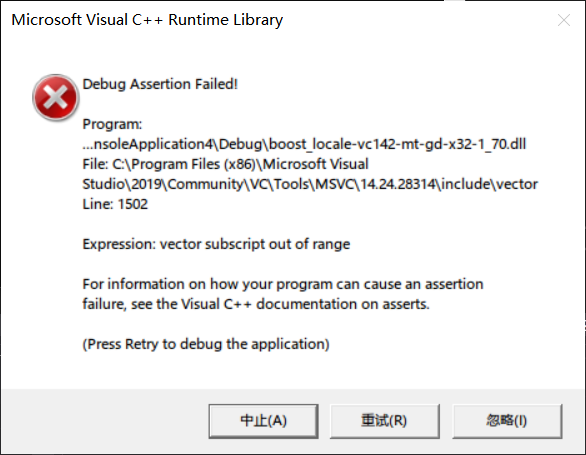 Microsoft Visual C++ Runtime Library
Debug Assertion Failed!
Program:
...nsoleApplication4\Debug\boost_locale-vc142-mt-gd-x32-1_70.dll
File: C:\Program Files (x86)\Microsoft Visual
Studio\2019\Community\VC\Tools\MSVC\14.24.28314\include\vector
Line: 1502
Expression: vector subscript out of range
For information on how your program can cause an assertion
failure, see the Visual C++ documentation on asserts.
(Press Retry to debug the application)
中止(A) 重试(R) 忽略(I)